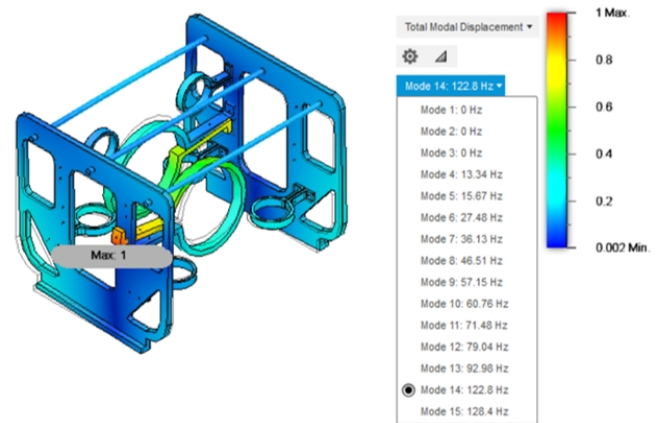 Total Modal Displacement
Mode 14: 122.8 Hz
Mode 1: 0 Hz
Mode 2: 0 Hz
Mode 3: 0 Hz
Mode 4: 13.34 Hz
Mode 5: 15.67 Hz
Mode 6: 27.48 Hz
Mode 7: 36.13 Hz
Mode 8: 46.51 Hz
Mode 9: 57.15 Hz
Mode 10: 60.76 Hz
Mode 11: 71.48 Hz
Mode 12: 79.04 Hz
Mode 13: 92.98 Hz
Mode 14: 122.8 Hz
Mode 15: 128.4 Hz
1 Max.
0.8
0.6
0.4
0.2
0.002 Min.
Max: 1